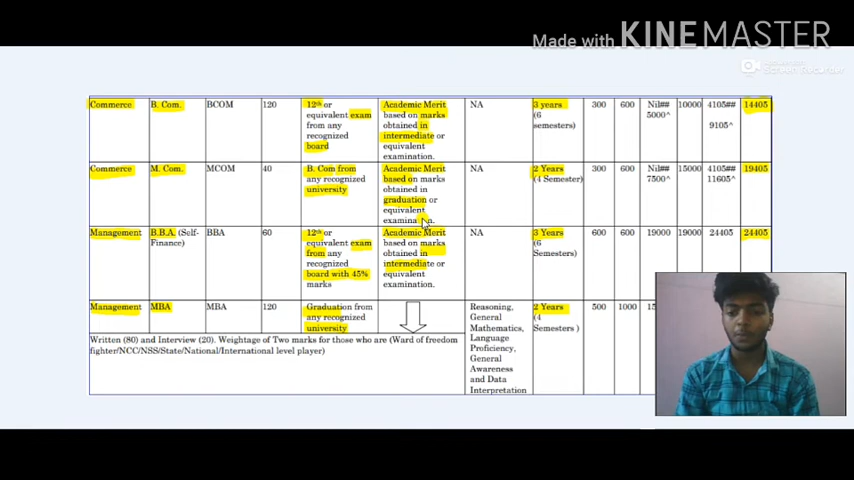 Made with KINEMASTER
Commerce B. Com. BCOM 120 12th or Academic Merit NA 3 years 300 600 Nil## 10000 4105## 14405
equivalent exam based on marks (6 5000^
from any obtained in semesters) 9105^
recognized intermediate or
board equivalent
examination.
Commerce M. Com. MCOM 40 B. Com from Academic Merit NA 2 Years 300 600 Nil## 15000 4105## 19405
any recognized based on marks (4 Semester) 7500^ 11605^
university obtained in
graduation or
equivalent
examination.
Management B.B.A. (Self- BBA 60 12th or Academic Merit NA 3 Years 600 600 19000 19000 24405 24405
Finance) equivalent exam based on marks (6
from any obtained in Semesters)
recognized intermediate or
board with 45% equivalent
marks examination.
Management MBA MBA 120 Graduation from Reasoning, 2 Years 500 1000
any recognized General (4
university Mathematics, Semesters )
Written (80) and Interview (20). Weightage of Two marks for those who are (Ward of freedom Language
fighter/NCC/NSS/State/National/International level player) Proficiency,
General
Awareness
and Data
Interpretation